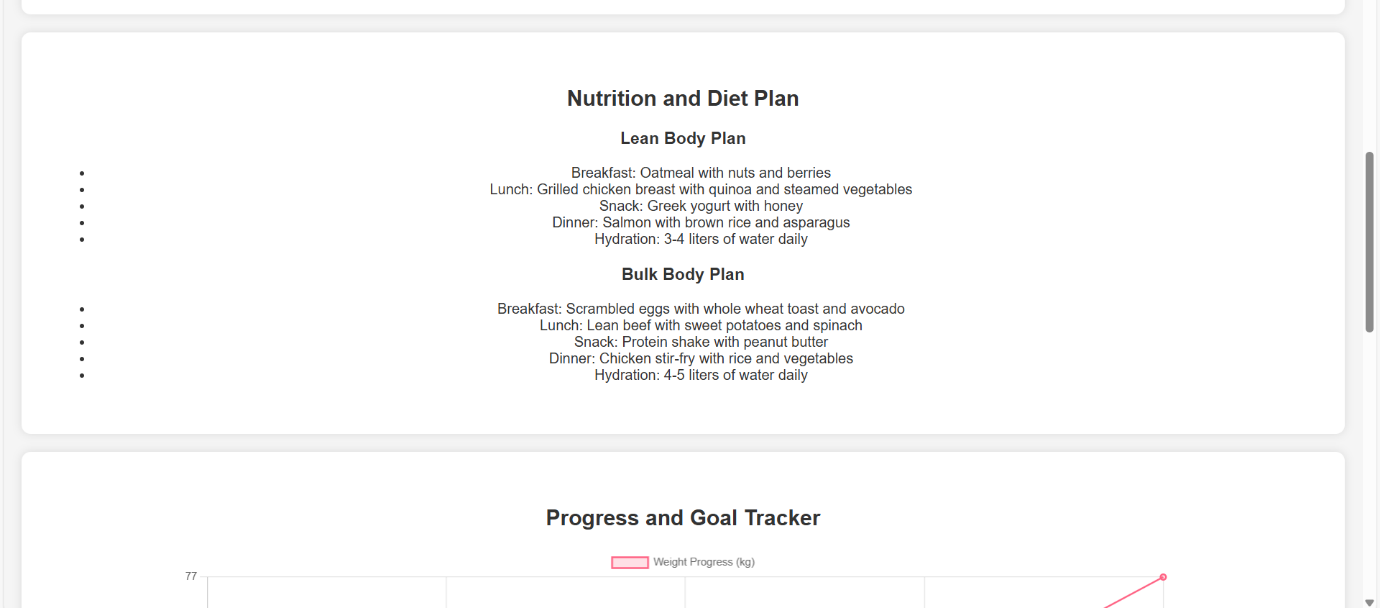 Nutrition and Diet Plan
Lean Body Plan
Breakfast: Oatmeal with nuts and berries
Lunch: Grilled chicken breast with quinoa and steamed vegetables
Snack: Greek yogurt with honey
Dinner: Salmon with brown rice and asparagus
Hydration: 3-4 liters of water daily
Bulk Body Plan
Breakfast: Scrambled eggs with whole wheat toast and avocado
Lunch: Lean beef with sweet potatoes and spinach
Snack: Protein shake with peanut butter
Dinner: Chicken stir-fry with rice and vegetables
Hydration: 4-5 liters of water daily
Progress and Goal Tracker
Weight Progress (kg)
77